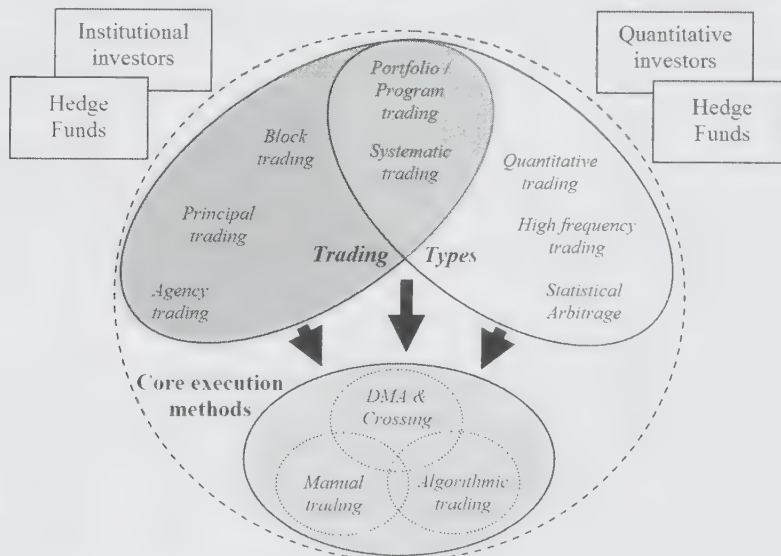 Institutional
investors
Hedge
Funds
Quantitative
investors
Hedge
Funds
Portfolio /
Program
trading
Systematic
trading
Block
trading
Principal
trading
Agency
trading
Quantitative
trading
High frequency
trading
Statistical
Arbitrage
Trading Types
Core execution
methods
DMA &
Crossing
Manual
trading
Algorithmic
trading